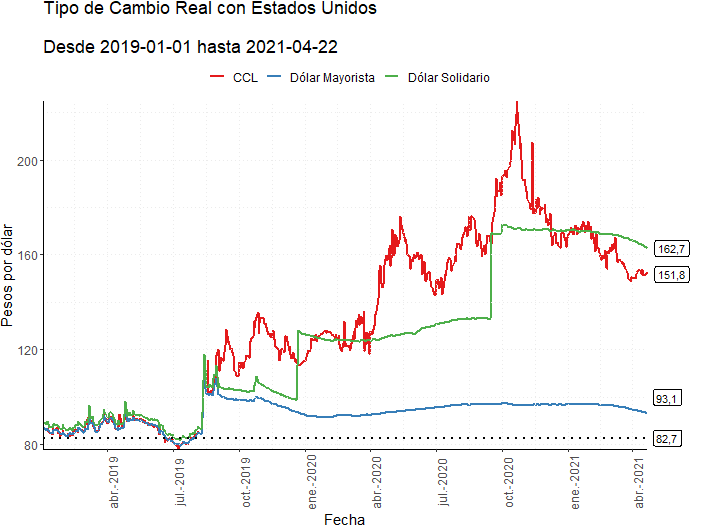 Tipo de Cambio Real con Estados Unidos
Desde 2019-01-01 hasta 2021-04-22
CCL Dólar Mayorista Dólar Solidario
Pesos por dólar
200
160
120
80
162,7
151,8
93,1
82,7
abr.-2019
jul.-2019
oct.-2019
ene.-2020
abr.-2020
jul.-2020
oct.-2020
ene.-2021
abr.-2021
Fecha